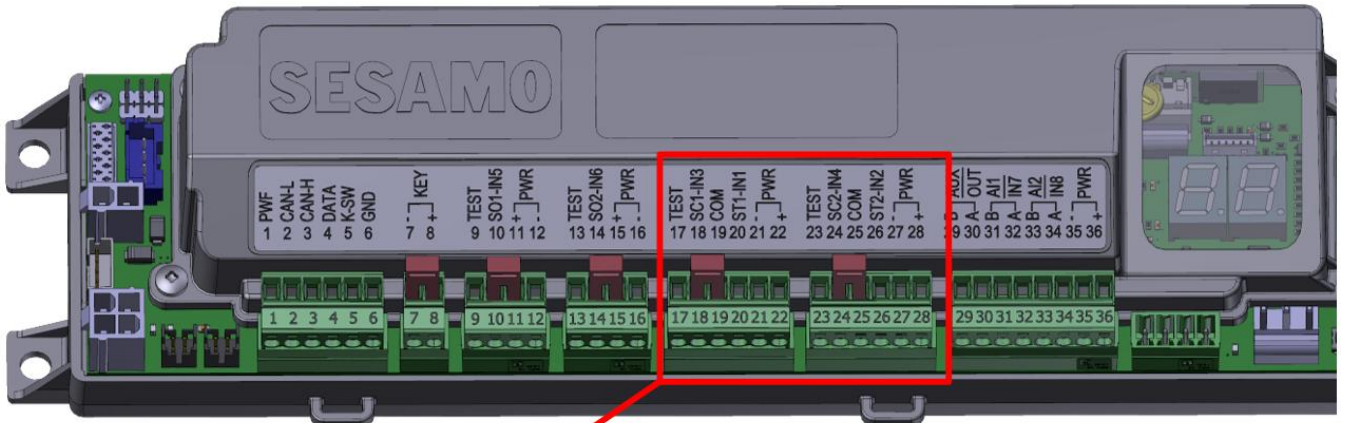 SESAMO
PWF 1
CAN-L 2
CAN-H 3
DATA 4
K-SW 5
GND 6
- 7
+ 8
KEY
TEST 9
SO1-IN5 10
+ 11
- 12
PWR
TEST 13
SO2-IN6 14
+ 15
- 16
PWR
TEST 17
SC1-IN3 18
COM 19
ST1-IN1 20
- 21
+ 22
PWR
TEST 23
SC2-IN4 24
COM 25
ST2-IN2 26
- 27
+ 28
PWR
B 29
A 30
AUX
OUT
B 31
A 32
AI1
IN7
B 33
A 34
AI2
IN8
- 35
+ 36
PWR
1 2 3 4 5 6
7 8
9 10 11 12
13 14 15 16
17 18 19 20 21 22
23 24 25 26 27 28
29 30 31 32 33 34 35 36